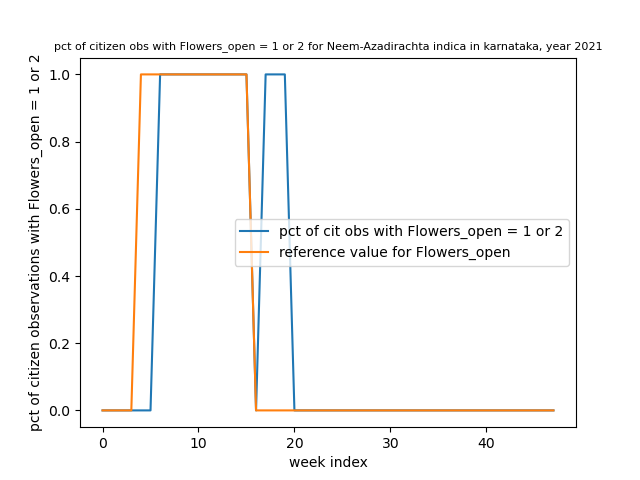 pct of citizen obs with Flowers_open = 1 or 2 for Neem-Azadirachta indica in karnataka, year 2021
pct of citizen observations with Flowers_open = 1 or 2
1.0
0.8
0.6
0.4
0.2
0.0
pct of cit obs with Flowers_open = 1 or 2
reference value for Flowers_open
0 10 20 30 40
week index